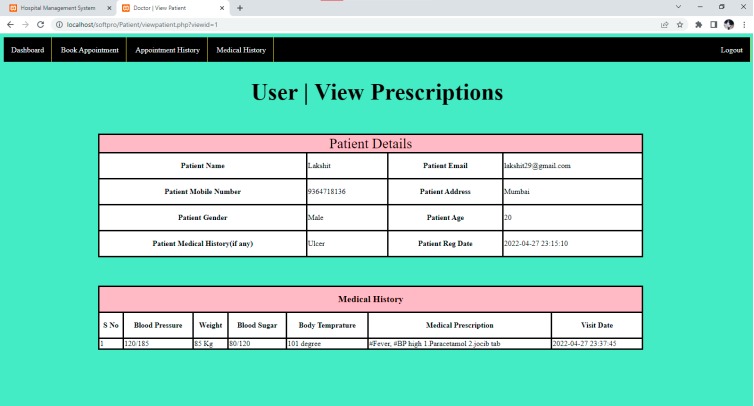 Hospital Management System Doctor | View Patient
localhost/softpro/Patient/viewpatient.php?viewid=1
Dashboard Book Appointment Appointment History Medical History Logout
User | View Prescriptions
Patient Details
Patient Name Lakshit Patient Email lakshit29@gmail.com
Patient Mobile Number 9364718136 Patient Address Mumbai
Patient Gender Male Patient Age 20
Patient Medical History(if any) Ulcer Patient Reg Date 2022-04-27 23:15:10
Medical History
S No Blood Pressure Weight Blood Sugar Body Temprature Medical Prescription Visit Date
1 120/185 85 Kg 80/120 101 degree #Fever, #BP high 1.Paracetamol 2.jocib tab 2022-04-27 23:37:45